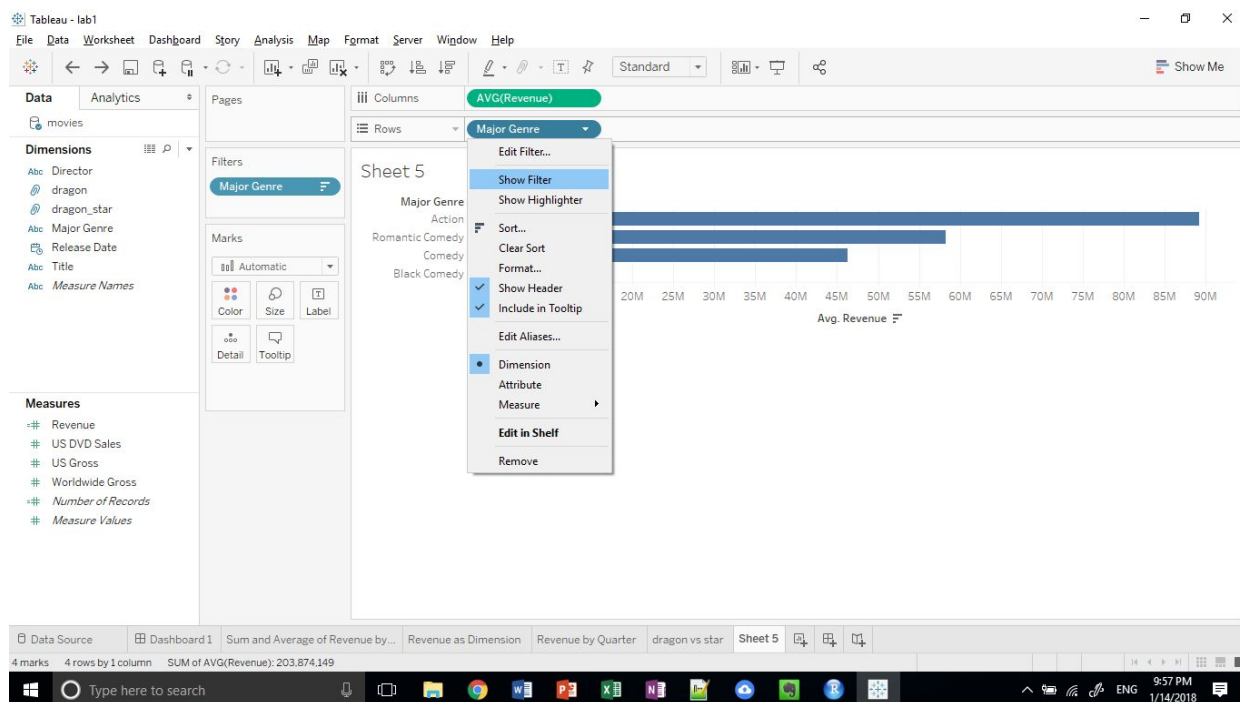 Tableau - lab1
File Data Worksheet Dashboard Story Analysis Map Format Server Window Help
Standard
Show Me
Data Analytics
movies
Dimensions
Abc Director
dragon
dragon_star
Abc Major Genre
Release Date
Abc Title
Abc Measure Names
Measures
Revenue
US DVD Sales
US Gross
Worldwide Gross
Number of Records
Measure Values
Pages
Filters
Major Genre
Marks
Automatic
Color Size Label
Detail Tooltip
Columns AVG(Revenue)
Rows Major Genre
Sheet 5
Major Genre
Action
Romantic Comedy
Comedy
Black Comedy
Edit Filter...
Show Filter
Show Highlighter
Sort...
Clear Sort
Format...
Show Header
Include in Tooltip
Edit Aliases...
Dimension
Attribute
Measure
Edit in Shelf
Remove
20M 25M 30M 35M 40M 45M 50M 55M 60M 65M 70M 75M 80M 85M 90M
Avg. Revenue
Data Source Dashboard 1 Sum and Average of Revenue by... Revenue as Dimension Revenue by Quarter dragon vs star Sheet 5
4 marks 4 rows by 1 column SUM of AVG(Revenue): 203,874,149
Type here to search
ENG
9:57 PM
1/14/2018